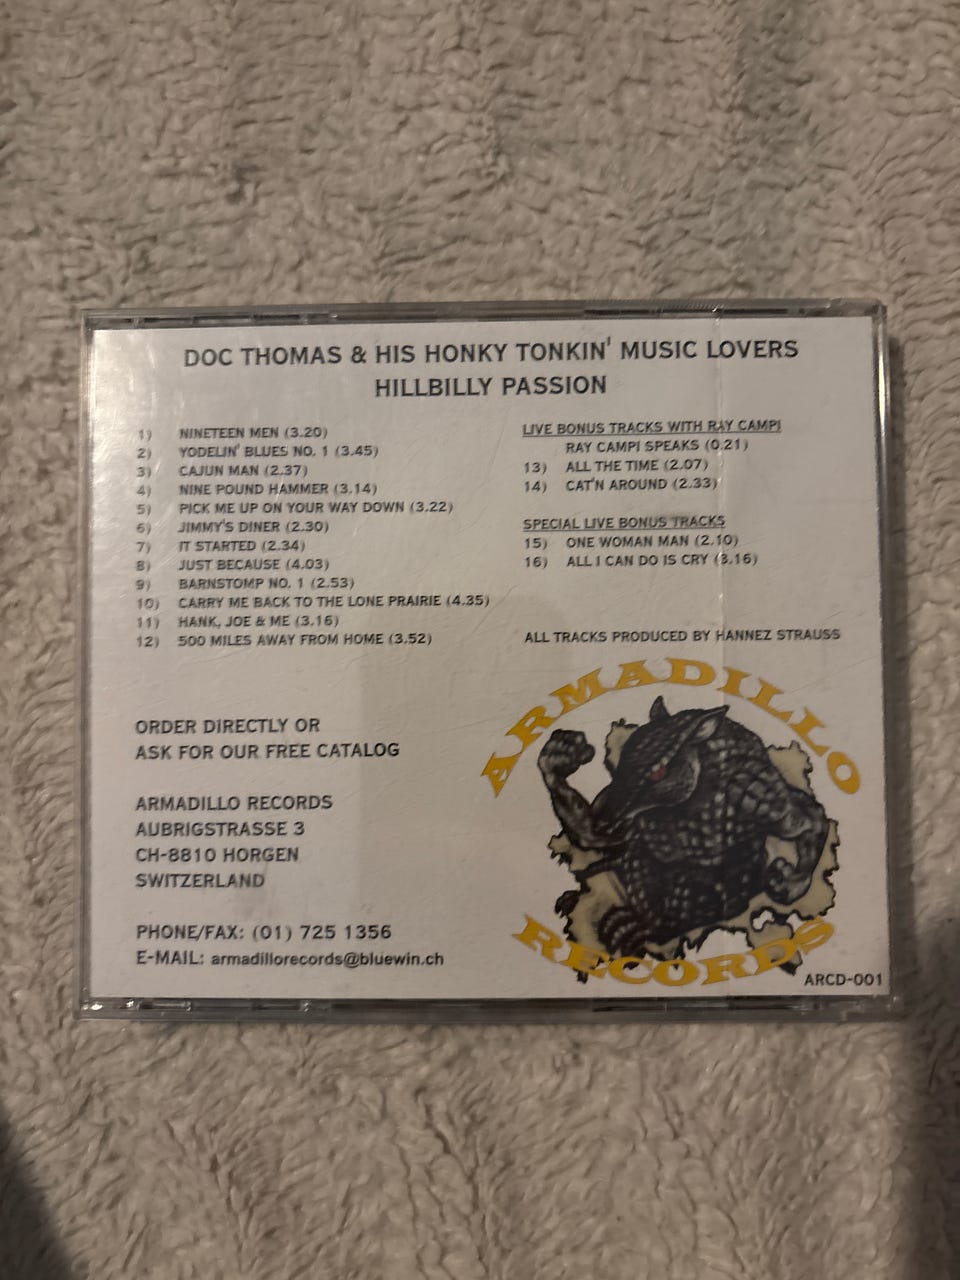 DOC THOMAS & HIS HONKY TONKIN' MUSIC LOVERS
HILLBILLY PASSION
1) NINETEEN MEN (3.20)
2) YODELIN' BLUES NO. 1 (3.45)
3) CAJUN MAN (2.37)
4) NINE POUND HAMMER (3.14)
5) PICK ME UP ON YOUR WAY DOWN (3.22)
6) JIMMY'S DINER (2.30)
7) IT STARTED (2.34)
8) JUST BECAUSE (4.03)
9) BARNSTOMP NO. 1 (2.53)
10) CARRY ME BACK TO THE LONE PRAIRIE (4.35)
11) HANK, JOE & ME (3.16)
12) 500 MILES AWAY FROM HOME (3.52)
LIVE BONUS TRACKS WITH RAY CAMPI
RAY CAMPI SPEAKS (0.21)
13) ALL THE TIME (2.07)
14) CAT'N AROUND (2.33)
SPECIAL LIVE BONUS TRACKS
15) ONE WOMAN MAN (2.10)
16) ALL I CAN DO IS CRY (3.16)
ALL TRACKS PRODUCED BY HANNEZ STRAUSS
ORDER DIRECTLY OR
ASK FOR OUR FREE CATALOG
ARMADILLO RECORDS
AUBRIGSTRASSE 3
CH-8810 HORGEN
SWITZERLAND
PHONE/FAX: (01) 725 1356
E-MAIL: armadillorecords@bluewin.ch
ARMADILLO
RECORDS
ARCD-001